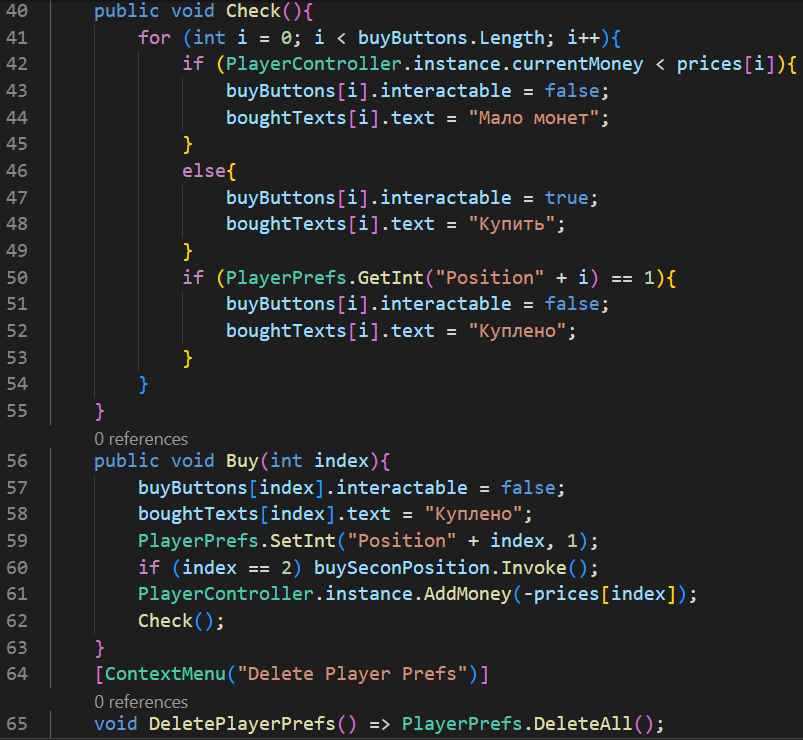 40 public void Check(){
41 for (int i = 0; i < buyButtons.Length; i++){
42 if (PlayerController.instance.currentMoney < prices[i]){
43 buyButtons[i].interactable = false;
44 boughtTexts[i].text = "Мало монет";
45 }
46 else{
47 buyButtons[i].interactable = true;
48 boughtTexts[i].text = "Купить";
49 }
50 if (PlayerPrefs.GetInt("Position" + i) == 1){
51 buyButtons[i].interactable = false;
52 boughtTexts[i].text = "Куплено";
53 }
54 }
55 }
0 references
56 public void Buy(int index){
57 buyButtons[index].interactable = false;
58 boughtTexts[index].text = "Куплено";
59 PlayerPrefs.SetInt("Position" + index, 1);
60 if (index == 2) buySeconPosition.Invoke();
61 PlayerController.instance.AddMoney(-prices[index]);
62 Check();
63 }
64 [ContextMenu("Delete Player Prefs")]
0 references
65 void DeletePlayerPrefs() => PlayerPrefs.DeleteAll();